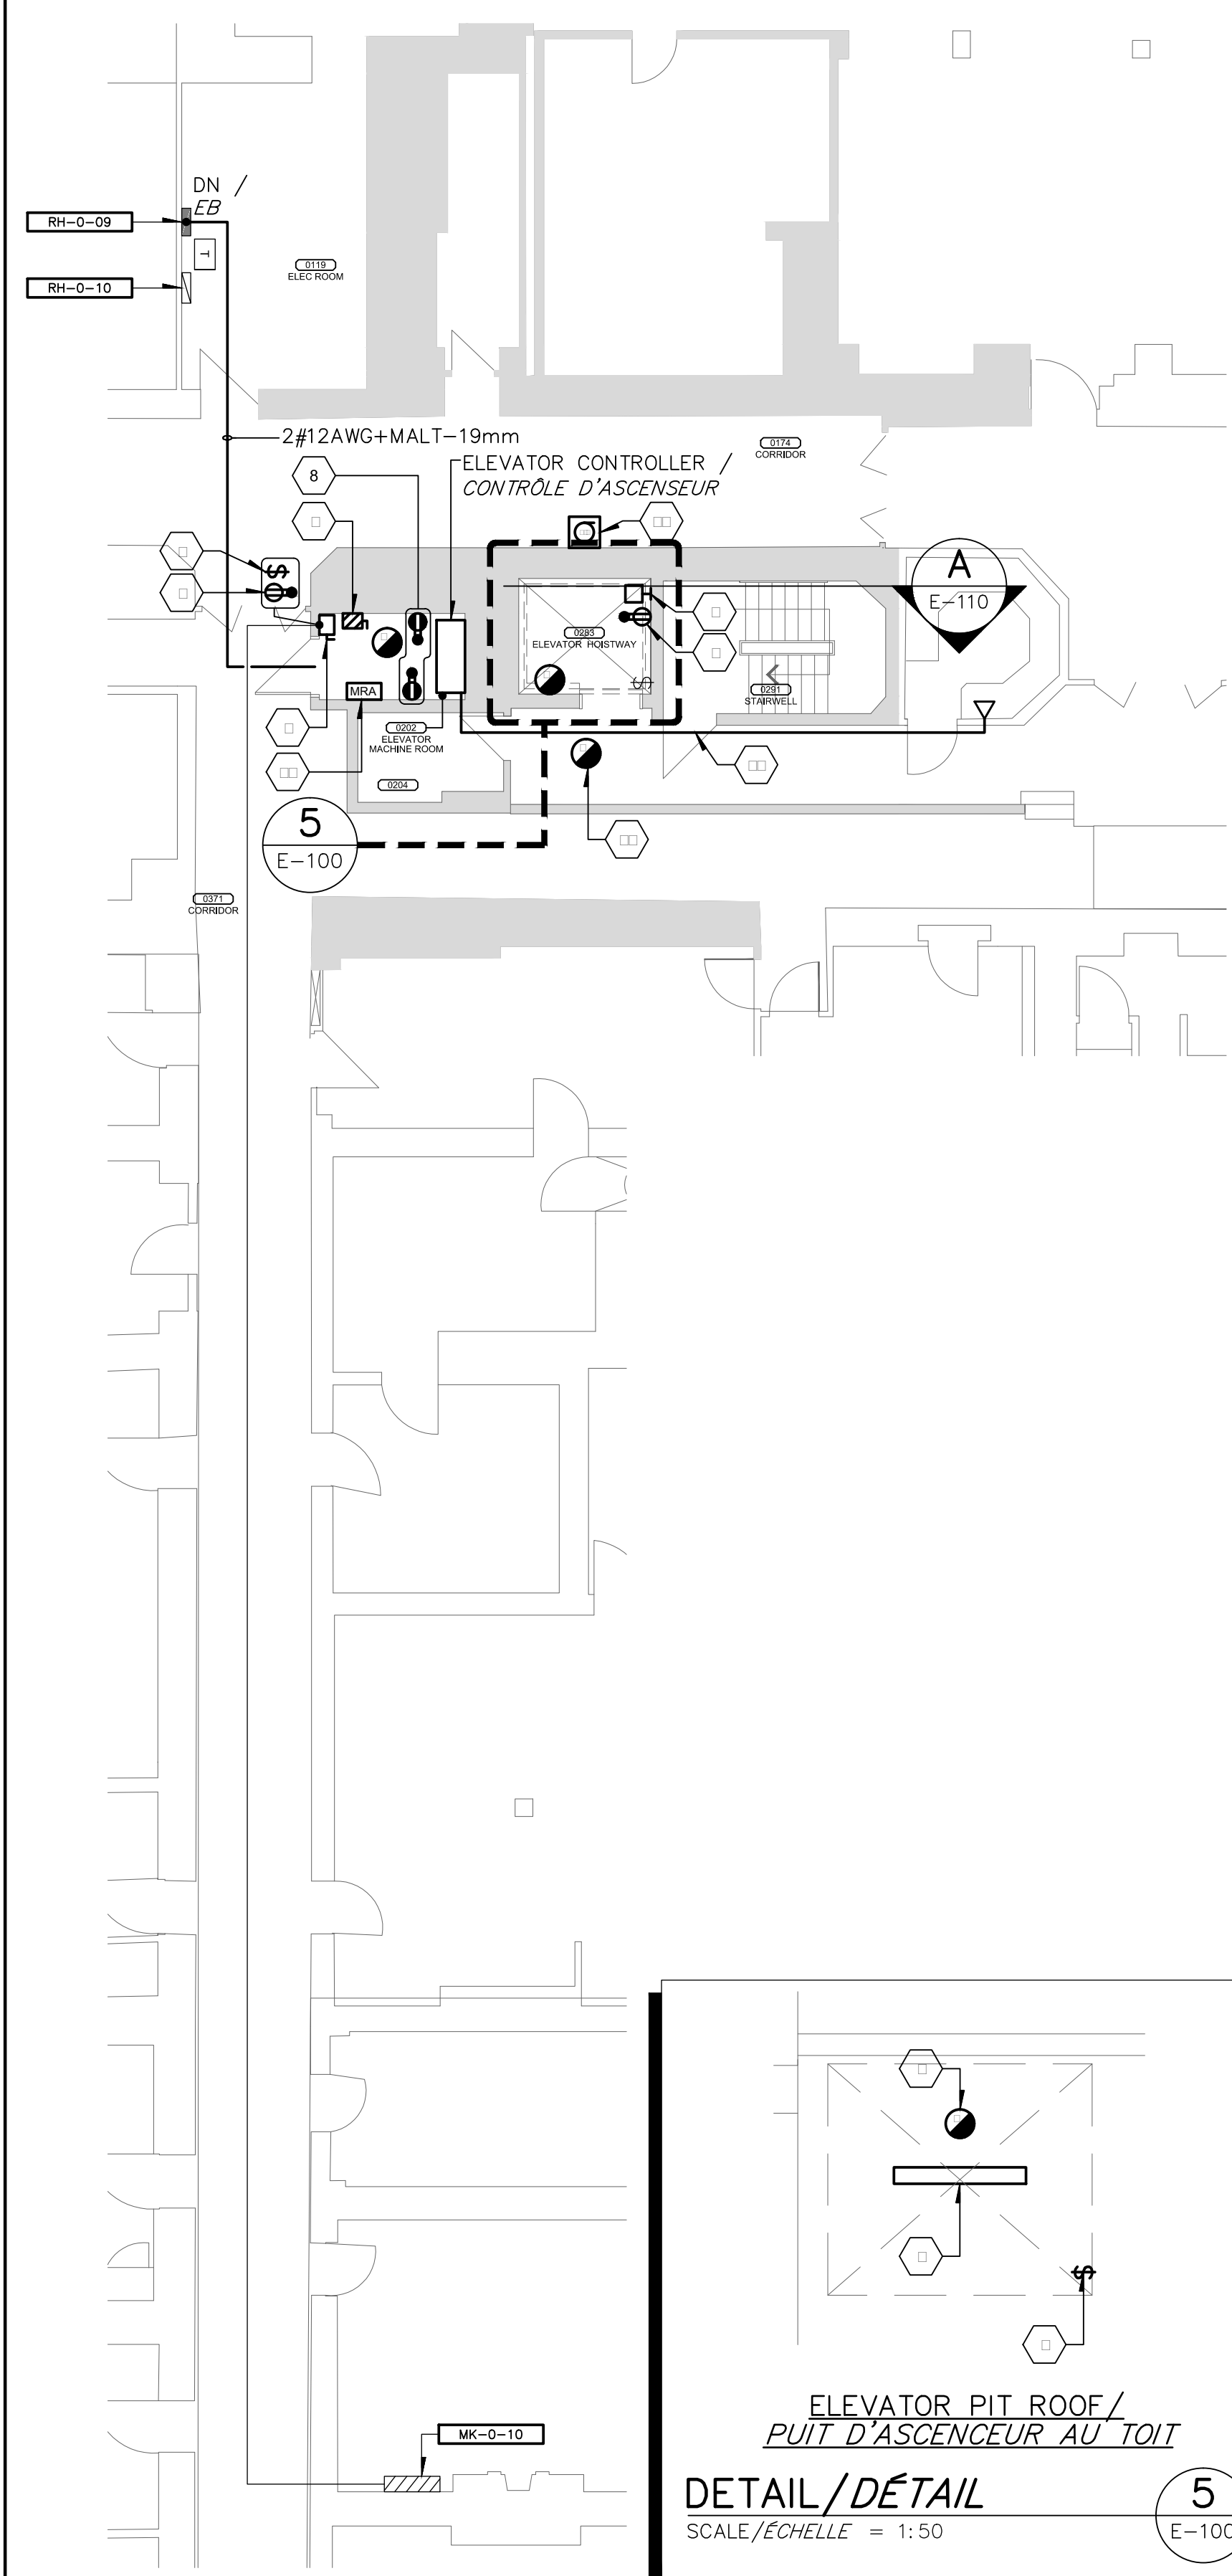 DN /
EB
RH-0-09
T
RH-0-10
0119
ELEC ROOM
2#12AWG+MALT-19mm
0174
CORRIDOR
ELEVATOR CONTROLLER /
CONTRÔLE D'ASCENSEUR
8
A
E-110
$
0283
ELEVATOR HOISTWAY
MRA
$
0291
STAIRWELL
0202
ELEVATOR
MACHINE ROOM
0204
5
E-100
0371
CORRIDOR
$
MK-0-10
ELEVATOR PIT ROOF/
PUIT D'ASCENCEUR AU TOIT
DETAIL/DÉTAIL
SCALE/ÉCHELLE = 1:50
5
E-100